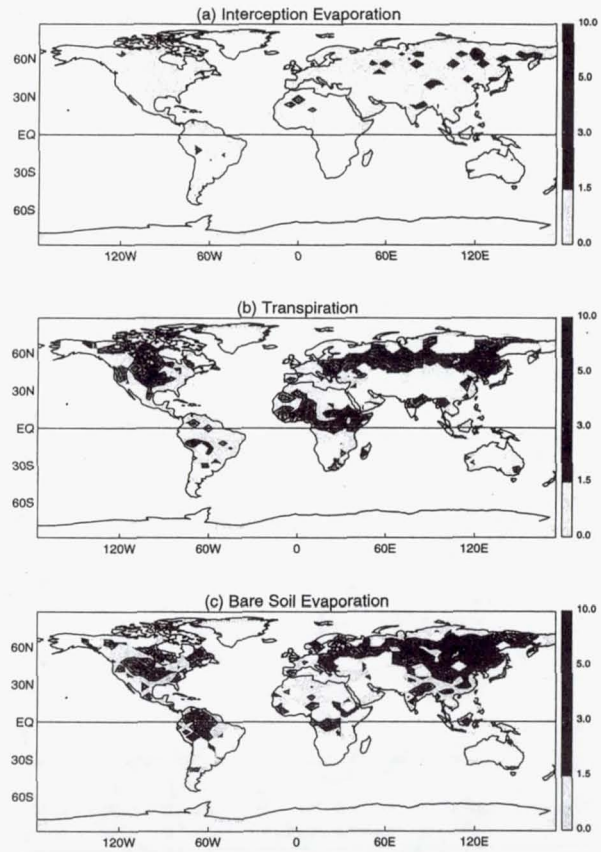 (a) Interception Evaporation
10.0
60N
5.0
30N
EQ
3.0
30S
1.5
60S
0.0
120W 60W 0 60E 120E
(b) Transpiration
10.0
60N
5.0
30N
EQ
3.0
30S
1.5
60S
0.0
120W 60W 0 60E 120E
(c) Bare Soil Evaporation
10.0
60N
5.0
30N
EQ
3.0
30S
1.5
60S
0.0
120W 60W 0 60E 120E